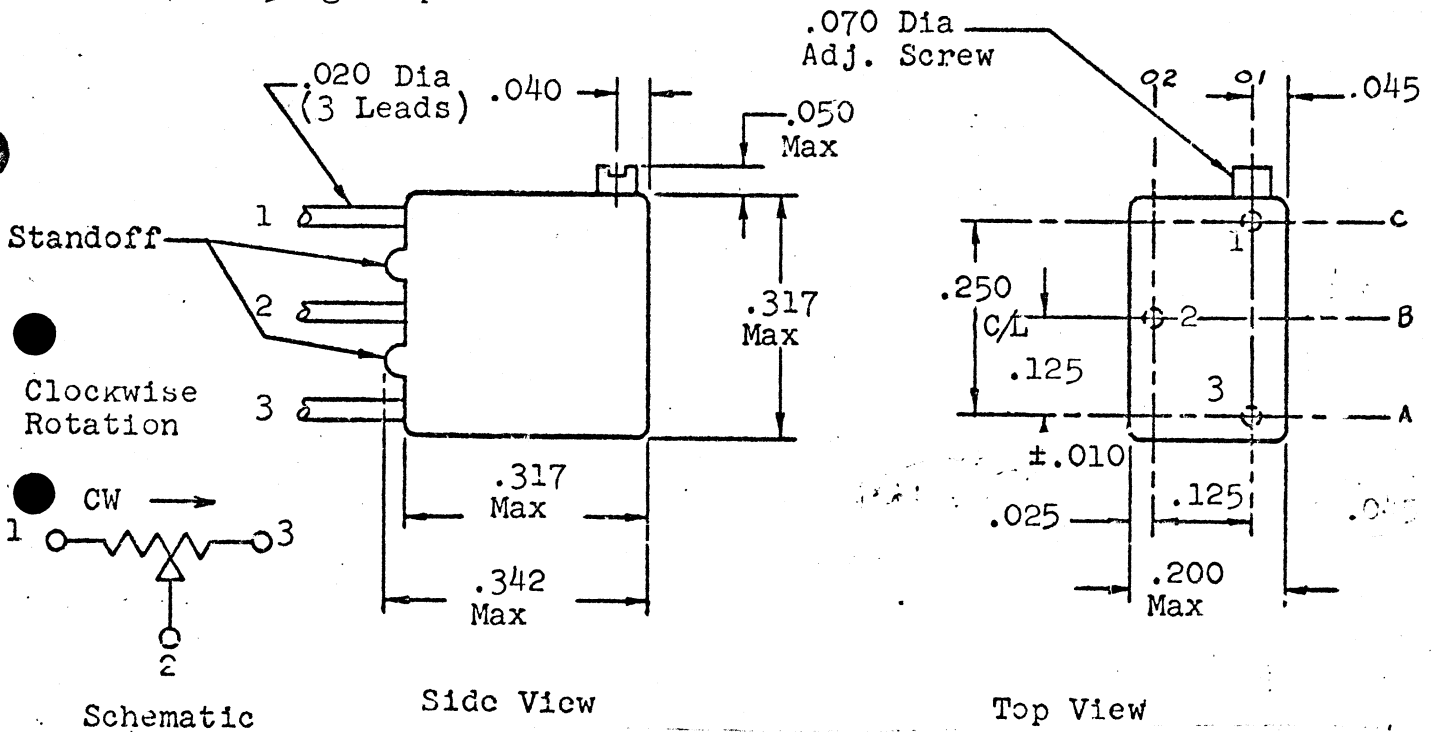 .070 Dia
Adj. Screw
.020 Dia
(3 Leads)
.040
.050
Max
02
01
.045
1
Standoff
2
3
.317
Max
.317
Max
.342
Max
Side View
Clockwise
Rotation
CW
1
3
2
Schematic
C
1
.250
C/L
2
B
.125
3
A
±.010
.125
.025
.200
Max
Top View